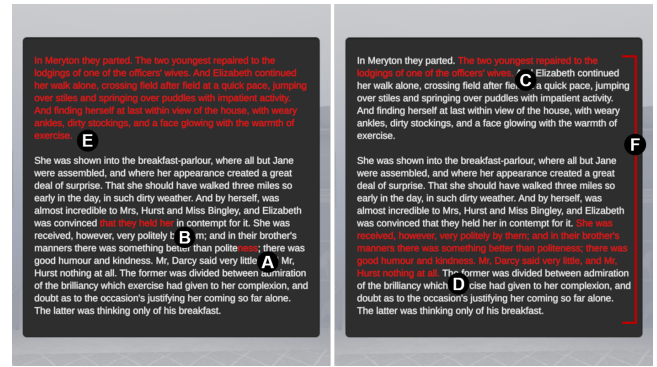 In Meryton they parted. The two youngest repaired to the
lodgings of one of the officers' wives. And Elizabeth continued
her walk alone, crossing field after field at a quick pace, jumping
over stiles and springing over puddles with impatient activity.
And finding herself at last within view of the house, with weary
ankles, dirty stockings, and a face glowing with the warmth of
exercise. E
She was shown into the breakfast-parlour, where all but Jane
were assembled, and where her appearance created a great
deal of surprise. That she should have walked three miles so
early in the day, in such dirty weather. And by herself, was
almost incredible to Mrs, Hurst and Miss Bingley, and Elizabeth
was convinced that they held her in contempt for it. She was
received, however, very politely B and in their brother's
manners there was something better than politeness; there was
good humour and kindness. Mr, Darcy said very little A Mr,
Hurst nothing at all. The former was divided between admiration
of the brilliancy which exercise had given to her complexion, and
doubt as to the occasion's justifying her coming so far alone.
The latter was thinking only of his breakfast.
In Meryton they parted. The two youngest repaired to the
lodgings of one of the officers' wives. C Elizabeth continued
her walk alone, crossing field after a quick pace, jumping
over stiles and springing over puddles with impatient activity.
And finding herself at last within view of the house, with weary
ankles, dirty stockings, and a face glowing with the warmth of
exercise.
F
She was shown into the breakfast-parlour, where all but Jane
were assembled, and where her appearance created a great
deal of surprise. That she should have walked three miles so
early in the day, in such dirty weather. And by herself, was
almost incredible to Mrs, Hurst and Miss Bingley, and Elizabeth
was convinced that they held her in contempt for it. She was
received, however, very politely by them; and in their brother's
manners there was something better than politeness; there was
good humour and kindness. Mr, Darcy said very little, and Mr,
Hurst nothing at all. The former was divided between admiration
of the brilliancy which D exercise had given to her complexion, and
doubt as to the occasion's justifying her coming so far alone.
The latter was thinking only of his breakfast.